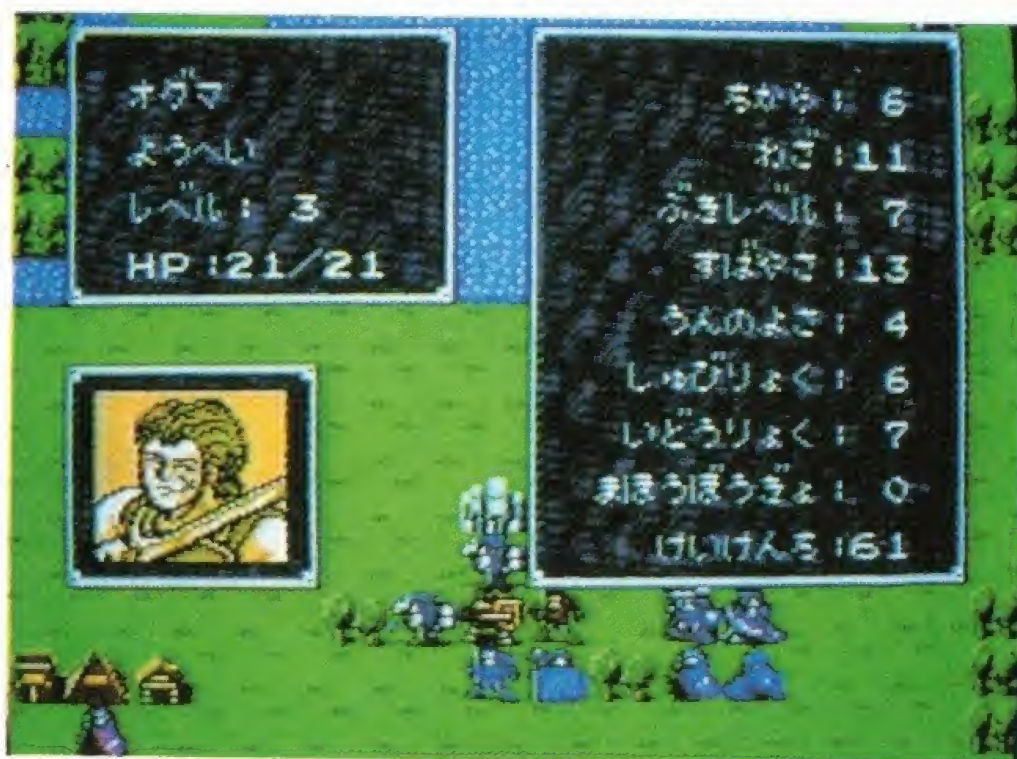 オグマ
ようへい
レベル: 3
HP:21/21
ちから: 6
わざ:11
ぶきレベル: 7
すばやさ:13
うんのよさ: 4
しゅびりょく: 6
いどうりょく: 7
まほうぼうぎょ: 0
けいけんち:61